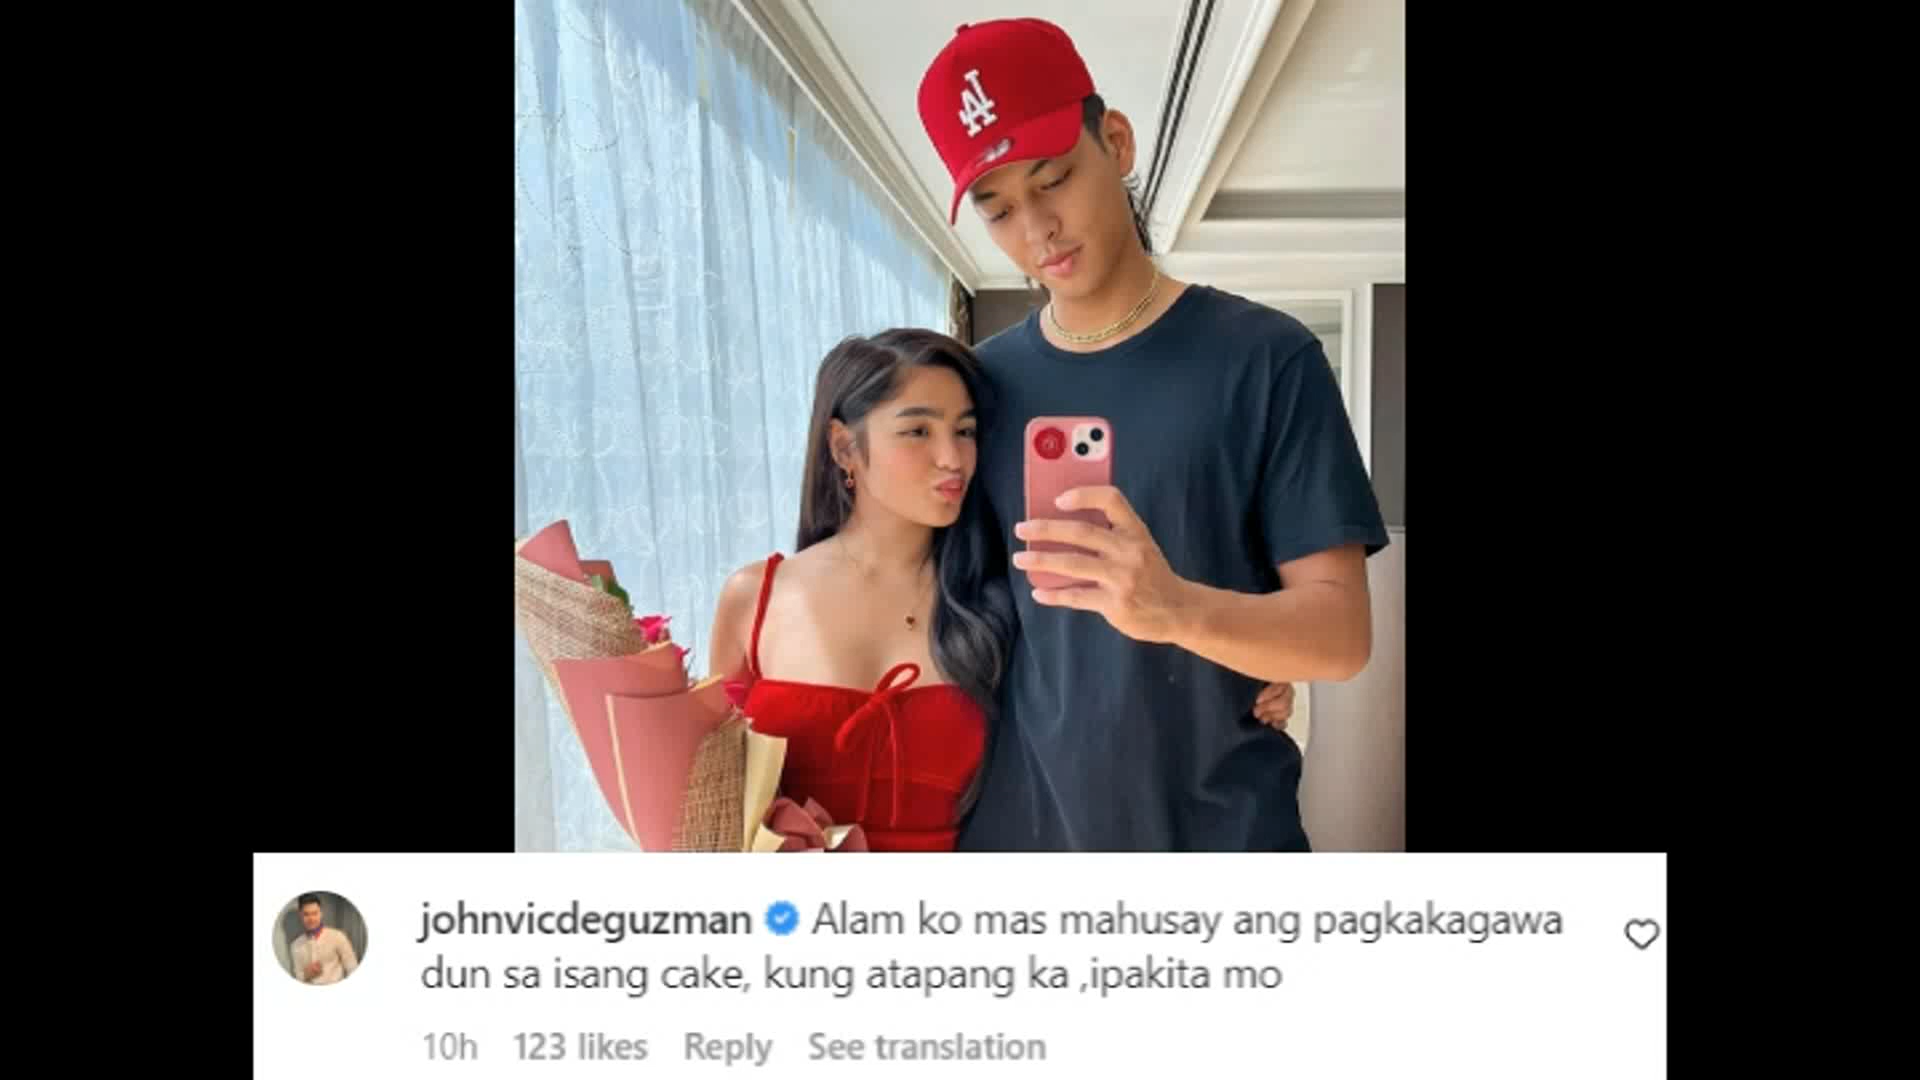 LA
johnvicdeguzman Alam ko mas mahusay ang pagkakagawa
dun sa isang cake, kung atapang ka ,ipakita mo
10h 123 likes Reply See translation